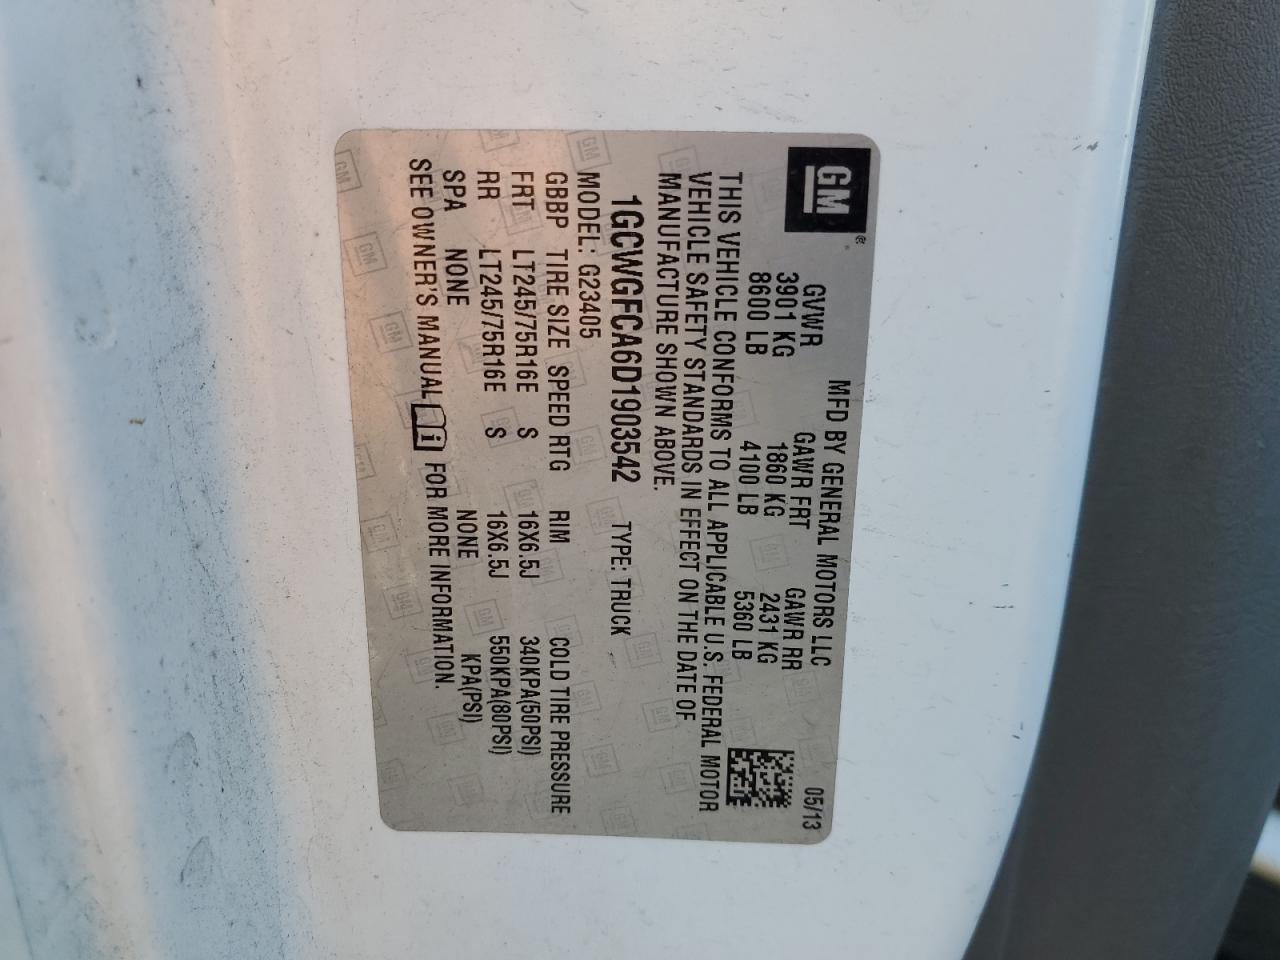 GM®
MFD BY GENERAL MOTORS LLC 05/13
GVWR GAWR FRT GAWR RR
3901 KG 1860 KG 2431 KG
8600 LB 4100 LB 5360 LB
THIS VEHICLE CONFORMS TO ALL APPLICABLE U.S. FEDERAL MOTOR
VEHICLE SAFETY STANDARDS IN EFFECT ON THE DATE OF
MANUFACTURE SHOWN ABOVE.
1GCWGFCA6D1903542 TYPE: TRUCK
MODEL: G23405
GBBP TIRE SIZE SPEED RTG RIM COLD TIRE PRESSURE
FRT LT245/75R16E S 16X6.5J 340KPA(50PSI)
RR LT245/75R16E S 16X6.5J 550KPA(80PSI)
SPA NONE NONE KPA(PSI)
SEE OWNER'S MANUAL i FOR MORE INFORMATION.